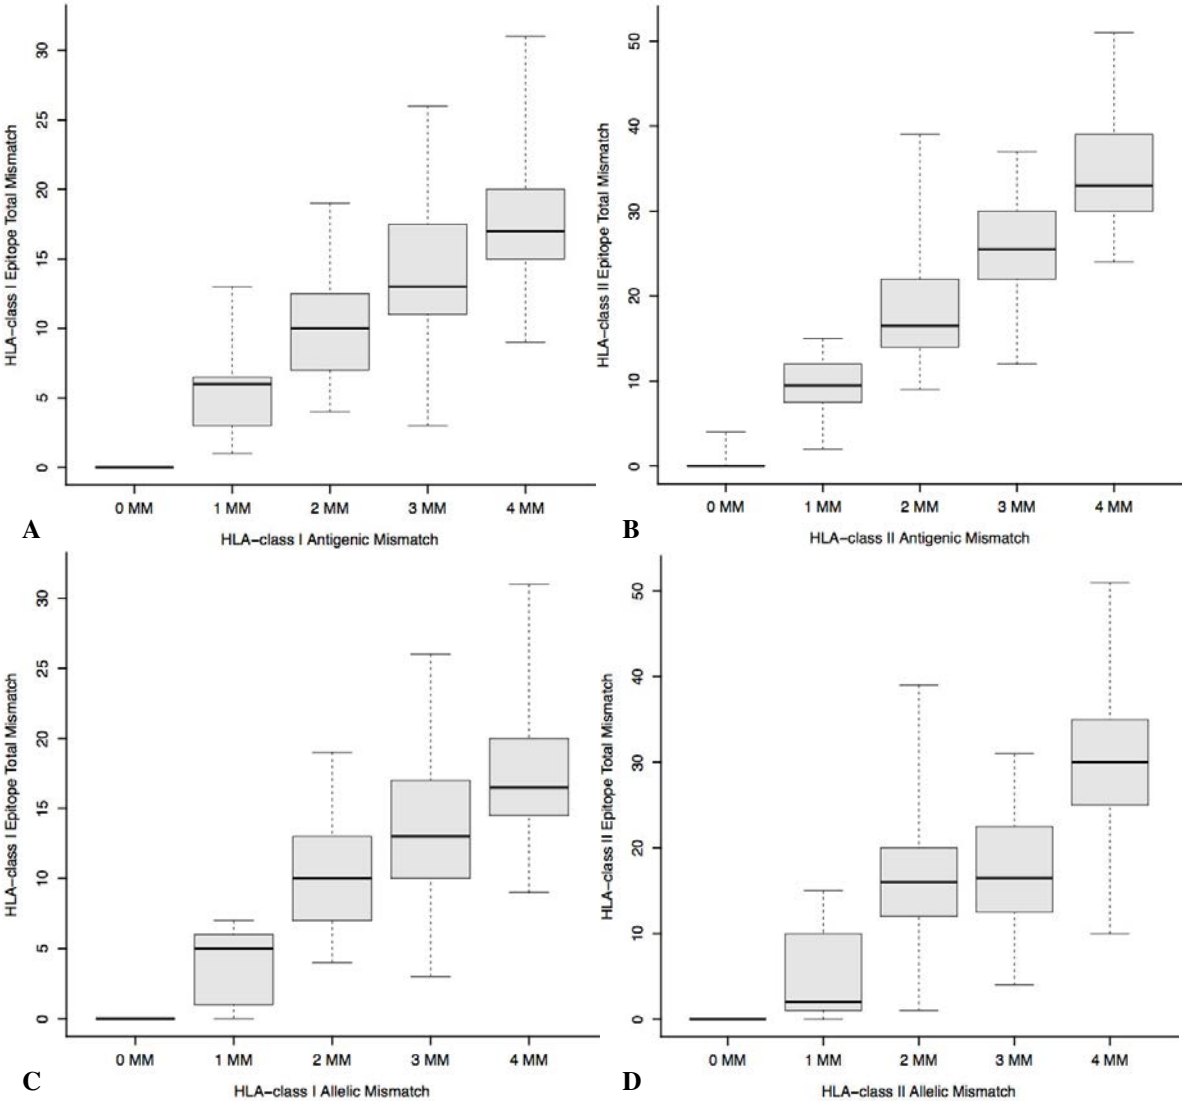 HLA–class I Epitope Total Mismatch
30
25
20
15
10
5
0
0 MM 1 MM 2 MM 3 MM 4 MM
HLA–class I Antigenic Mismatch
A
HLA–class II Epitope Total Mismatch
50
40
30
20
10
0
0 MM 1 MM 2 MM 3 MM 4 MM
HLA–class II Antigenic Mismatch
B
HLA–class I Epitope Total Mismatch
30
25
20
15
10
5
0
0 MM 1 MM 2 MM 3 MM 4 MM
HLA–class I Allelic Mismatch
C
HLA–class II Epitope Total Mismatch
50
40
30
20
10
0
0 MM 1 MM 2 MM 3 MM 4 MM
HLA–class II Allelic Mismatch
D